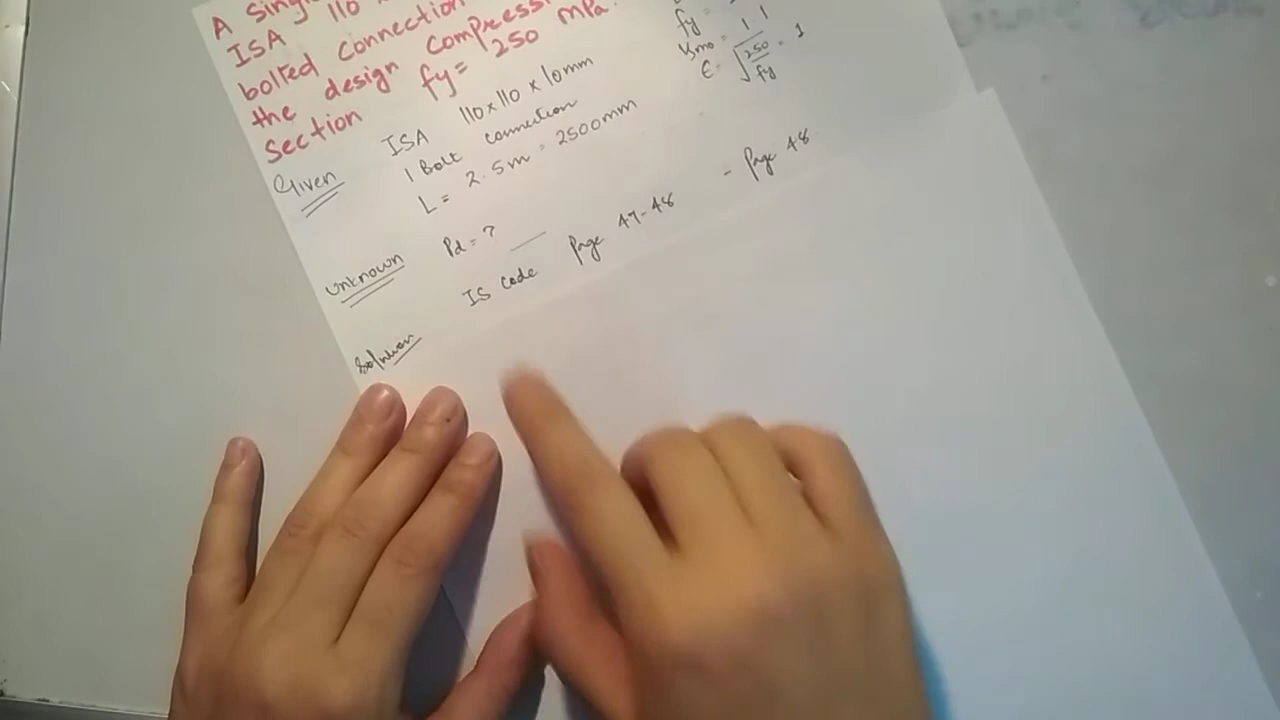 A Sing
ISA 110
bolted connection
the design Compressi
Section fy = 250 MPa.
Given
ISA 110 x 110 x 10mm
1 Bolt connection
L = 2.5m = 2500mm
fy =
γmo = 1.1
ε = √250/fy = 1
Unknown
Pd = ?
IS code Page 47-48 - Page 48
Solution